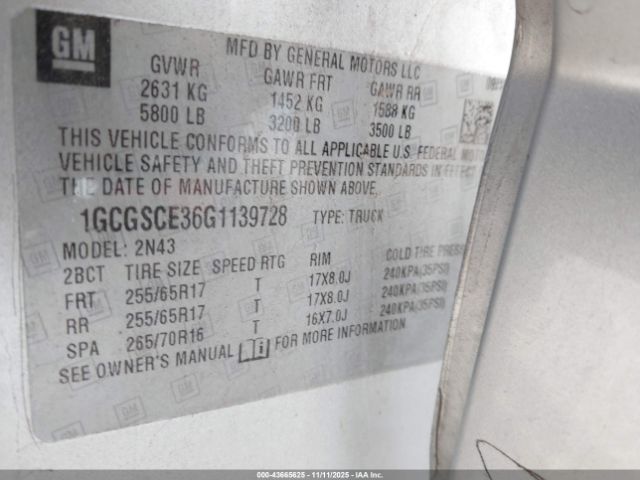 GM
MFD BY GENERAL MOTORS LLC
GVWR GAWR FRT GAWR RR
2631 KG 1452 KG 1588 KG
5800 LB 3200 LB 3500 LB
THIS VEHICLE CONFORMS TO ALL APPLICABLE U.S. FEDERAL
VEHICLE SAFETY AND THEFT PREVENTION STANDARDS IN EFFECT
THE DATE OF MANUFACTURE SHOWN ABOVE.
1GCGSCE36G1139728 TYPE: TRUCK
MODEL: 2N43
2BCT TIRE SIZE SPEED RTG RIM COLD TIRE PRES
FRT 255/65R17 T 17X8.0J 240KPA(35PSI)
RR 255/65R17 T 17X8.0J 240KPA(35PSI)
SPA 265/70R16 T 16X7.0J 240KPA(35PSI)
SEE OWNER'S MANUAL FOR MORE INFORMATION
000-43665625 - 11/11/2025 - IAA Corp.